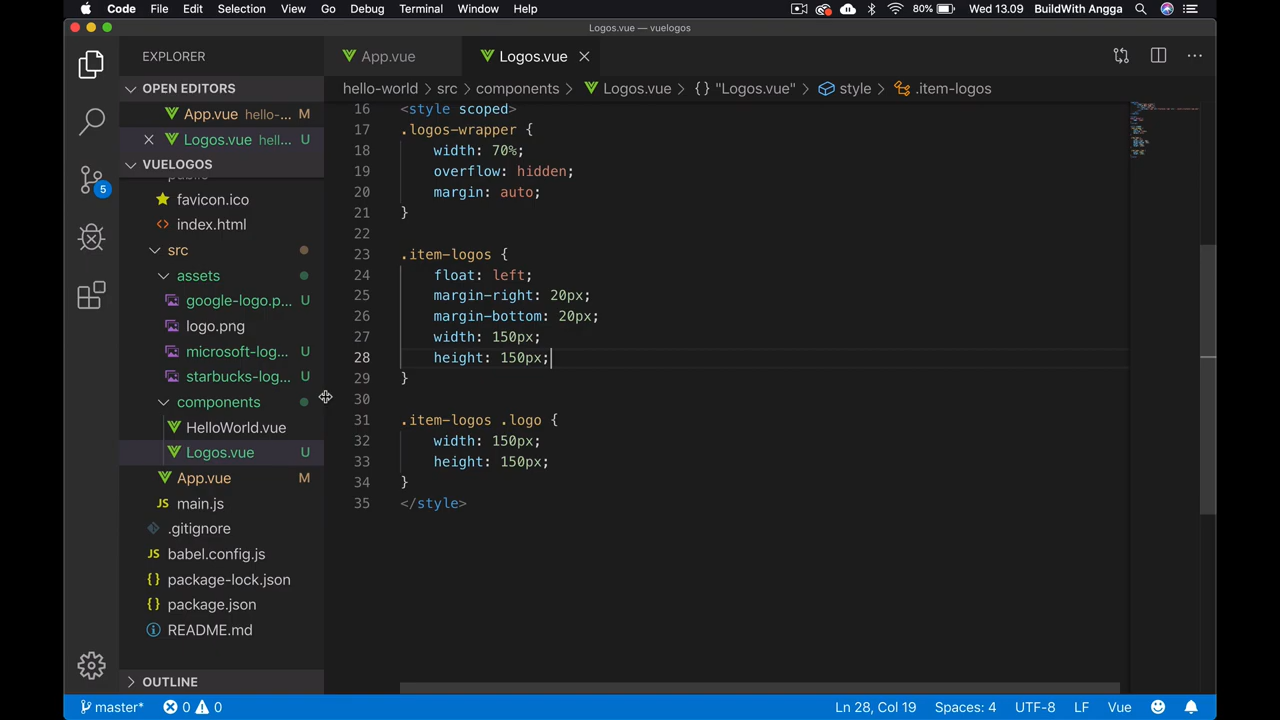 Code File Edit Selection View Go Debug Terminal Window Help 80% Wed 13.09 BuildWith Angga
Logos.vue — vuelogos
EXPLORER
App.vue Logos.vue
OPEN EDITORS
hello-world > src > components > Logos.vue > {} "Logos.vue" > style > .item-logos
App.vue hello-... M
Logos.vue hell... U
VUELOGOS
favicon.ico
index.html
src
assets
google-logo.p... U
logo.png
microsoft-log... U
starbucks-log... U
components
HelloWorld.vue
Logos.vue U
App.vue M
JS main.js
.gitignore
JS babel.config.js
{} package-lock.json
{} package.json
README.md
OUTLINE
16 <style scoped>
17 .logos-wrapper {
18 width: 70%;
19 overflow: hidden;
20 margin: auto;
21 }
22
23 .item-logos {
24 float: left;
25 margin-right: 20px;
26 margin-bottom: 20px;
27 width: 150px;
28 height: 150px;
29 }
30
31 .item-logos .logo {
32 width: 150px;
33 height: 150px;
34 }
35 </style>
5
master* 0 0 Ln 28, Col 19 Spaces: 4 UTF-8 LF Vue